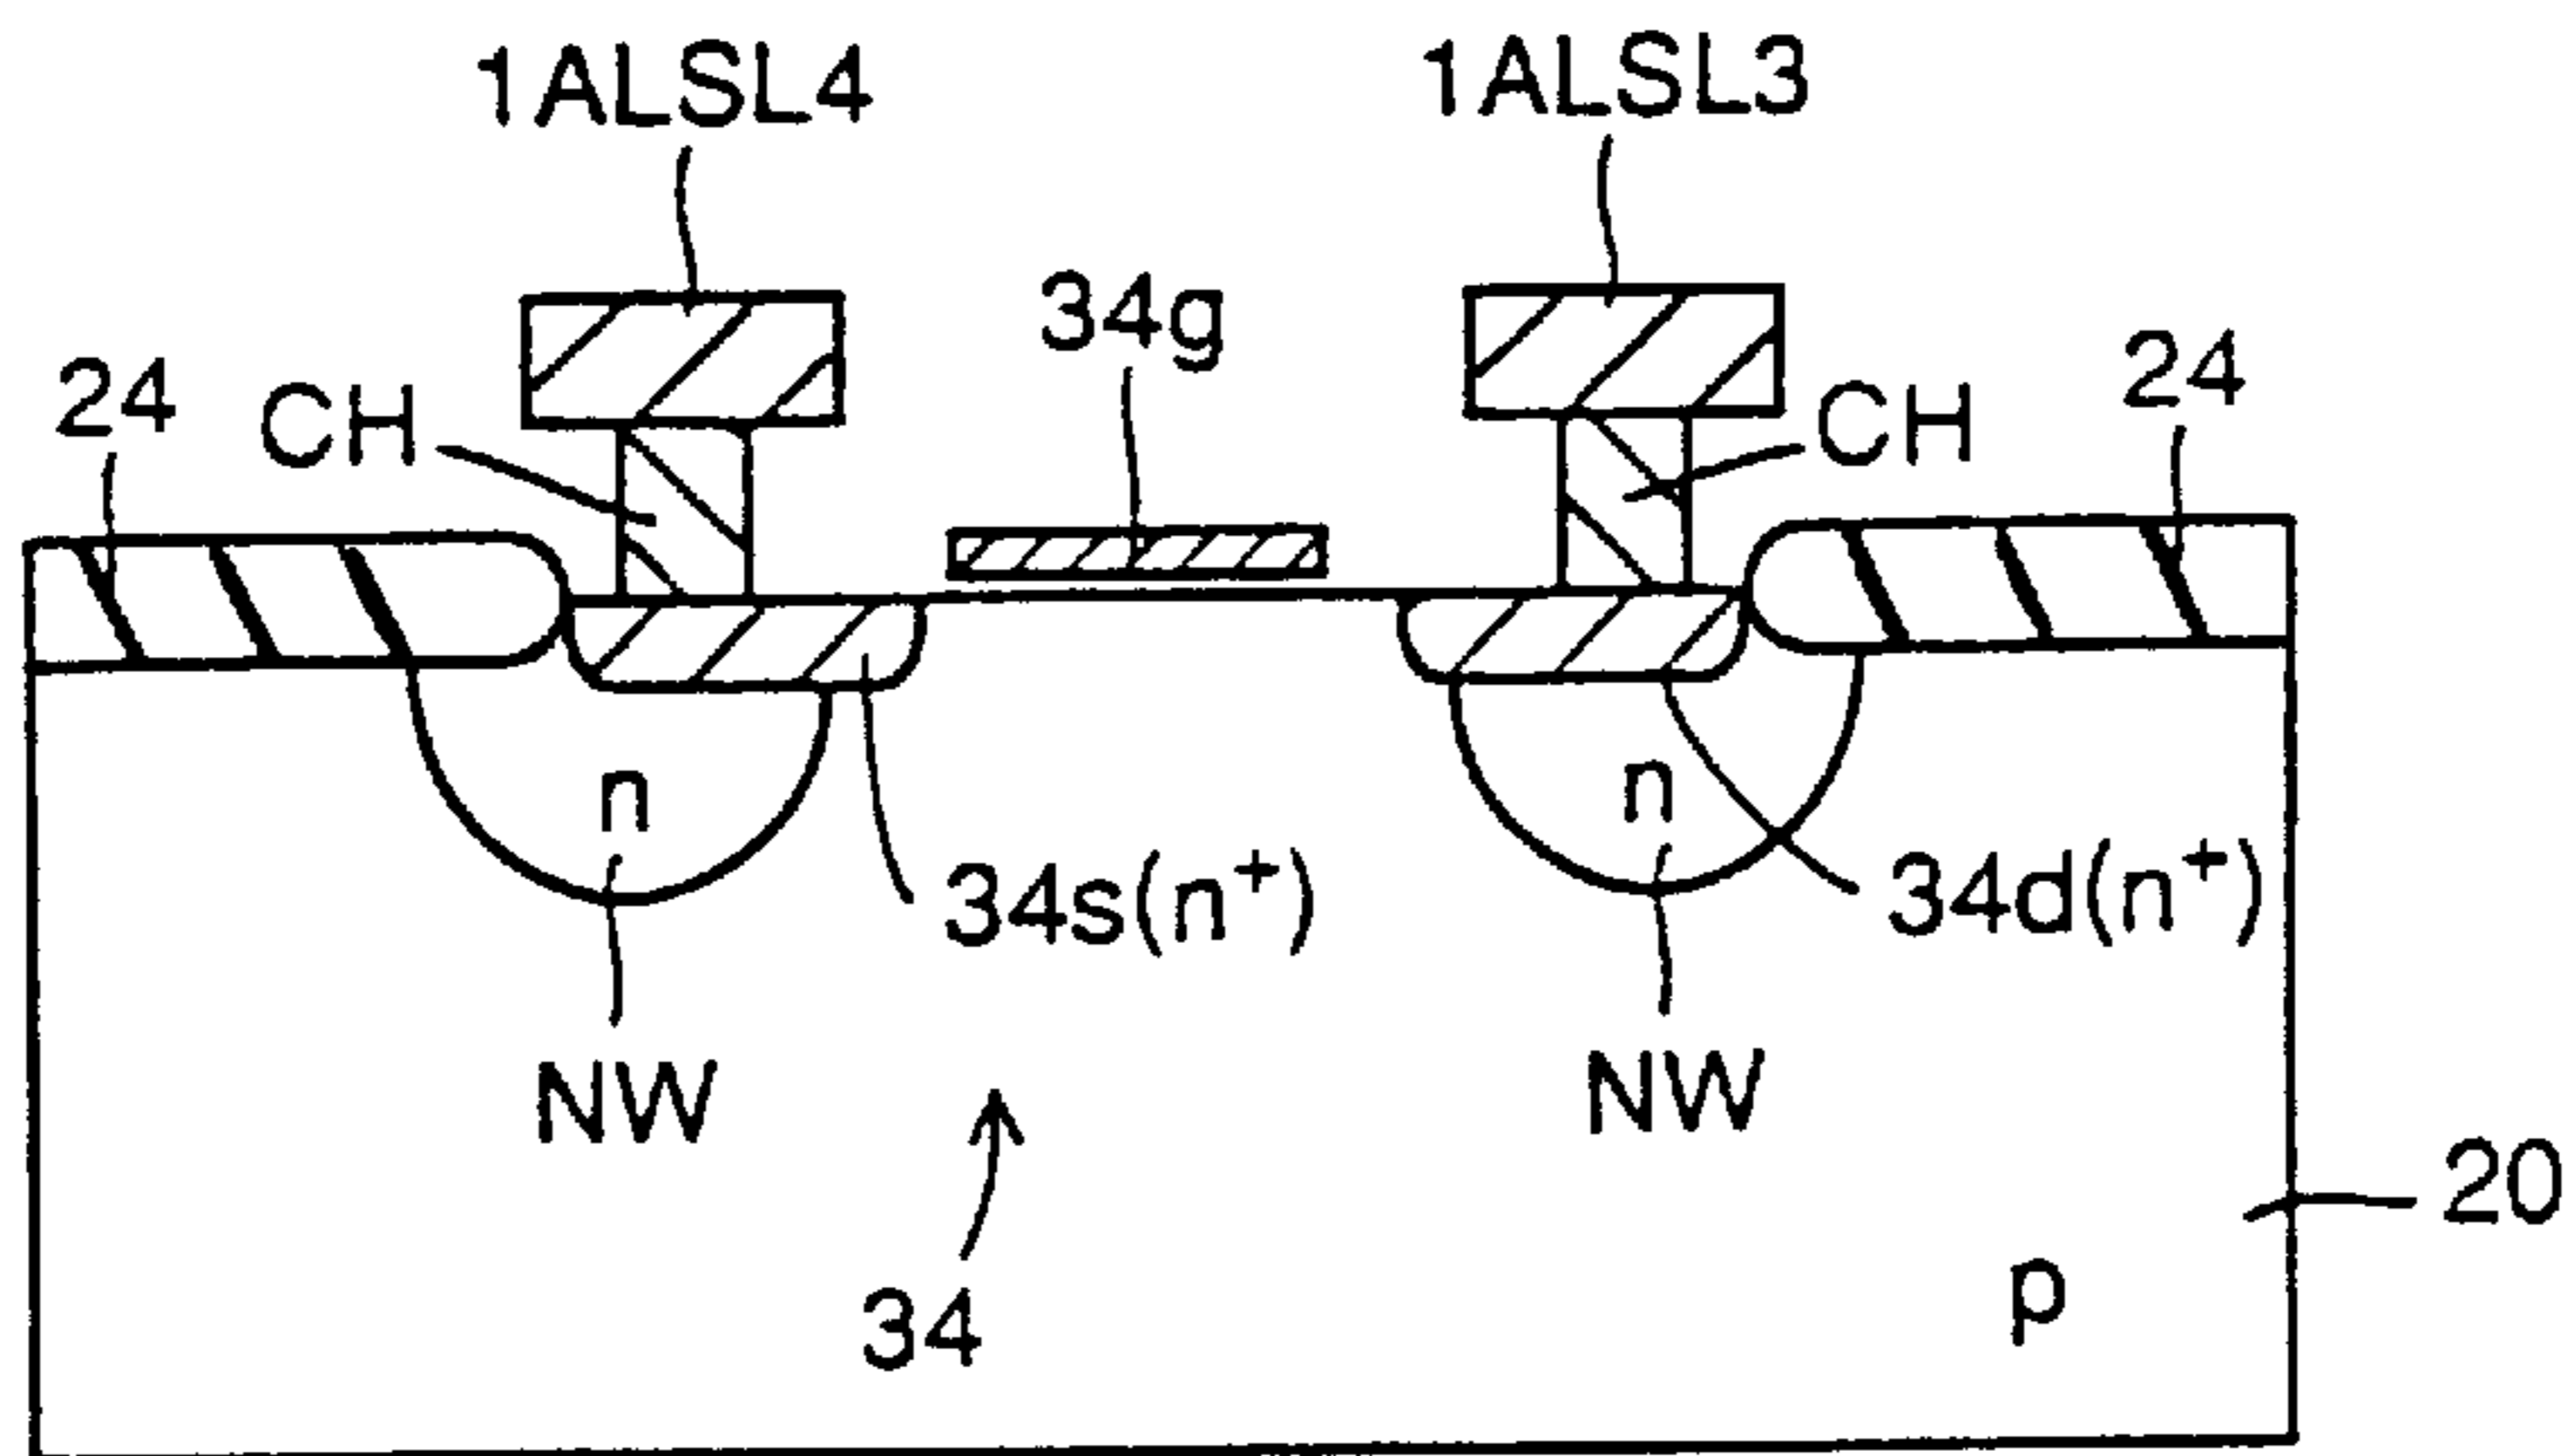 1ALSL4
1ALSL3
34g
24
CH
CH
24
n
n
34s(n⁺)
34d(n⁺)
NW
NW
20
p
34